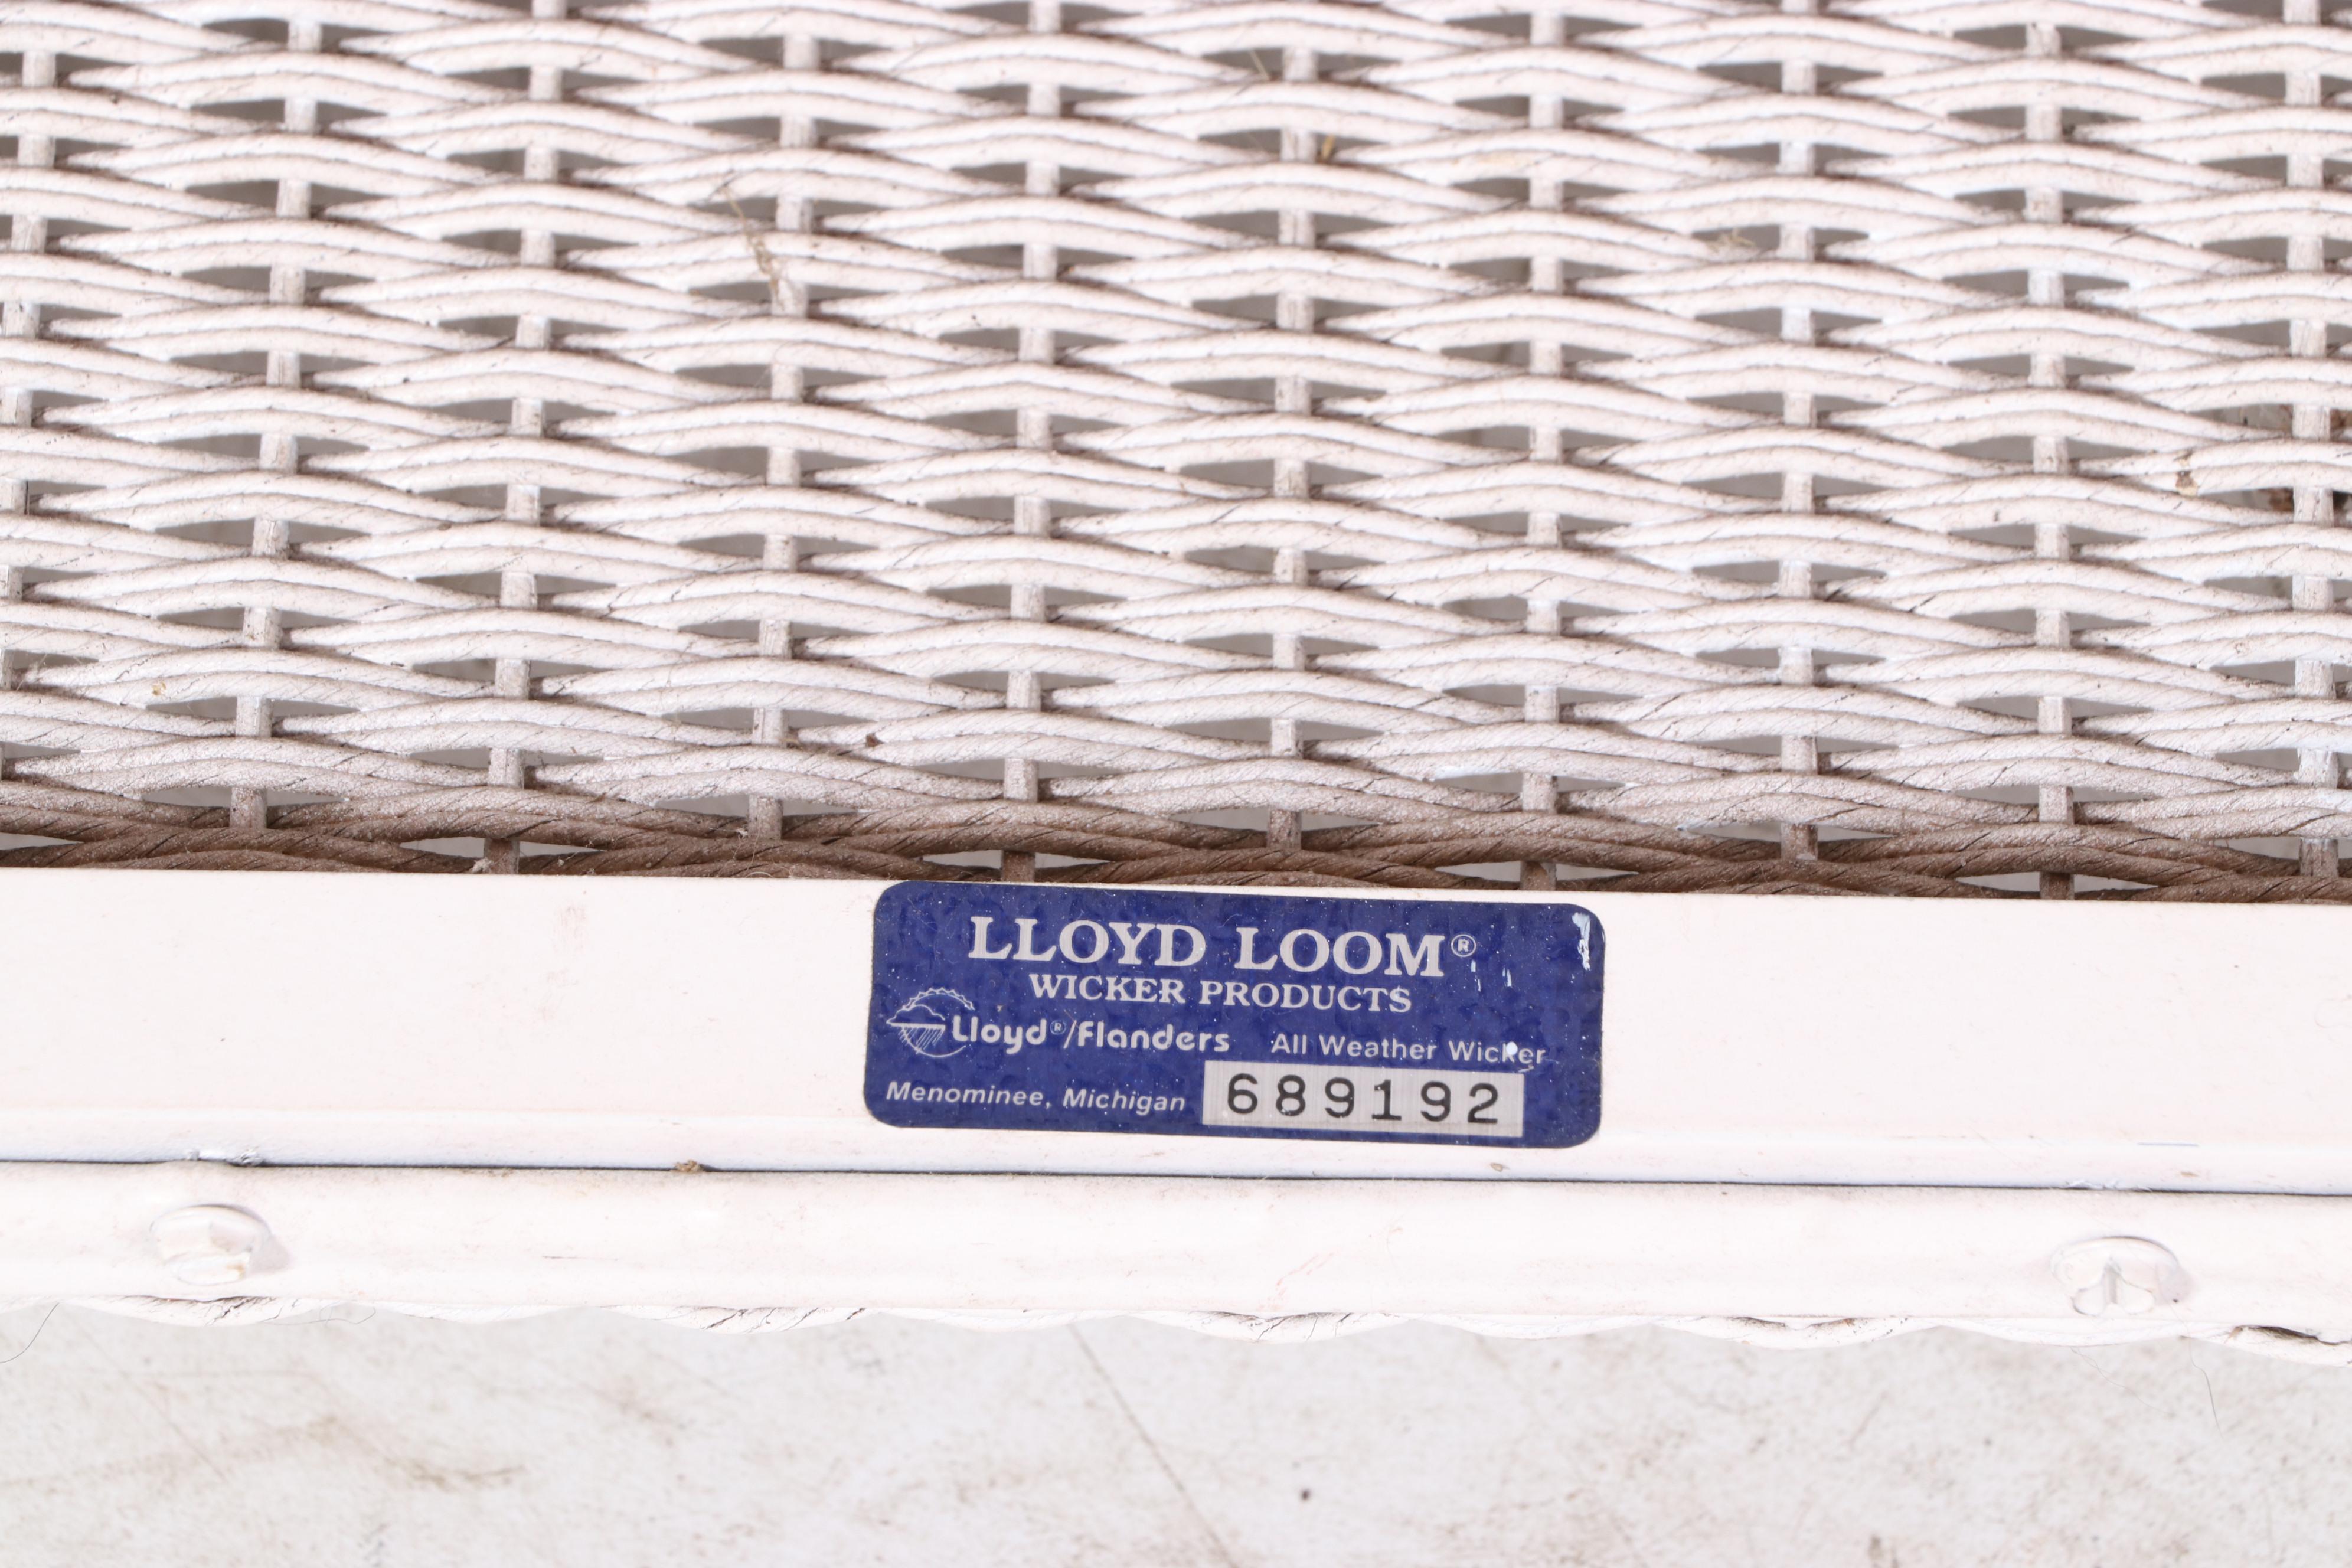 LLOYD LOOM®
WICKER PRODUCTS
Lloyd®/Flanders All Weather Wicker
Menominee, Michigan 689192